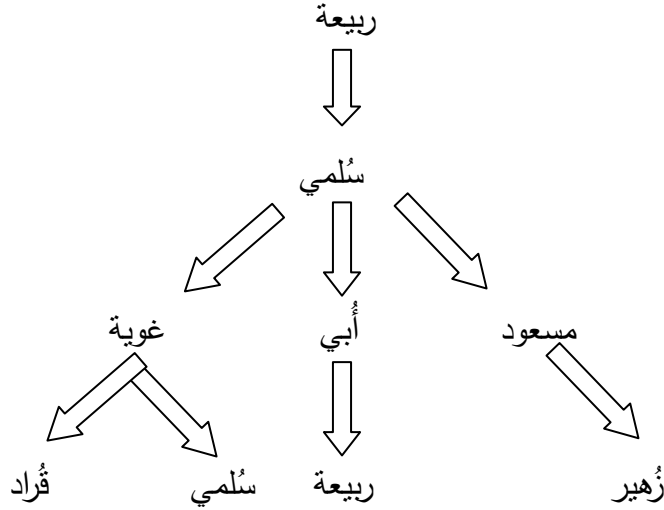 ربيعة
سُلمي
مسعود أُبي غوية
زُهير ربيعة سُلمي قُراد